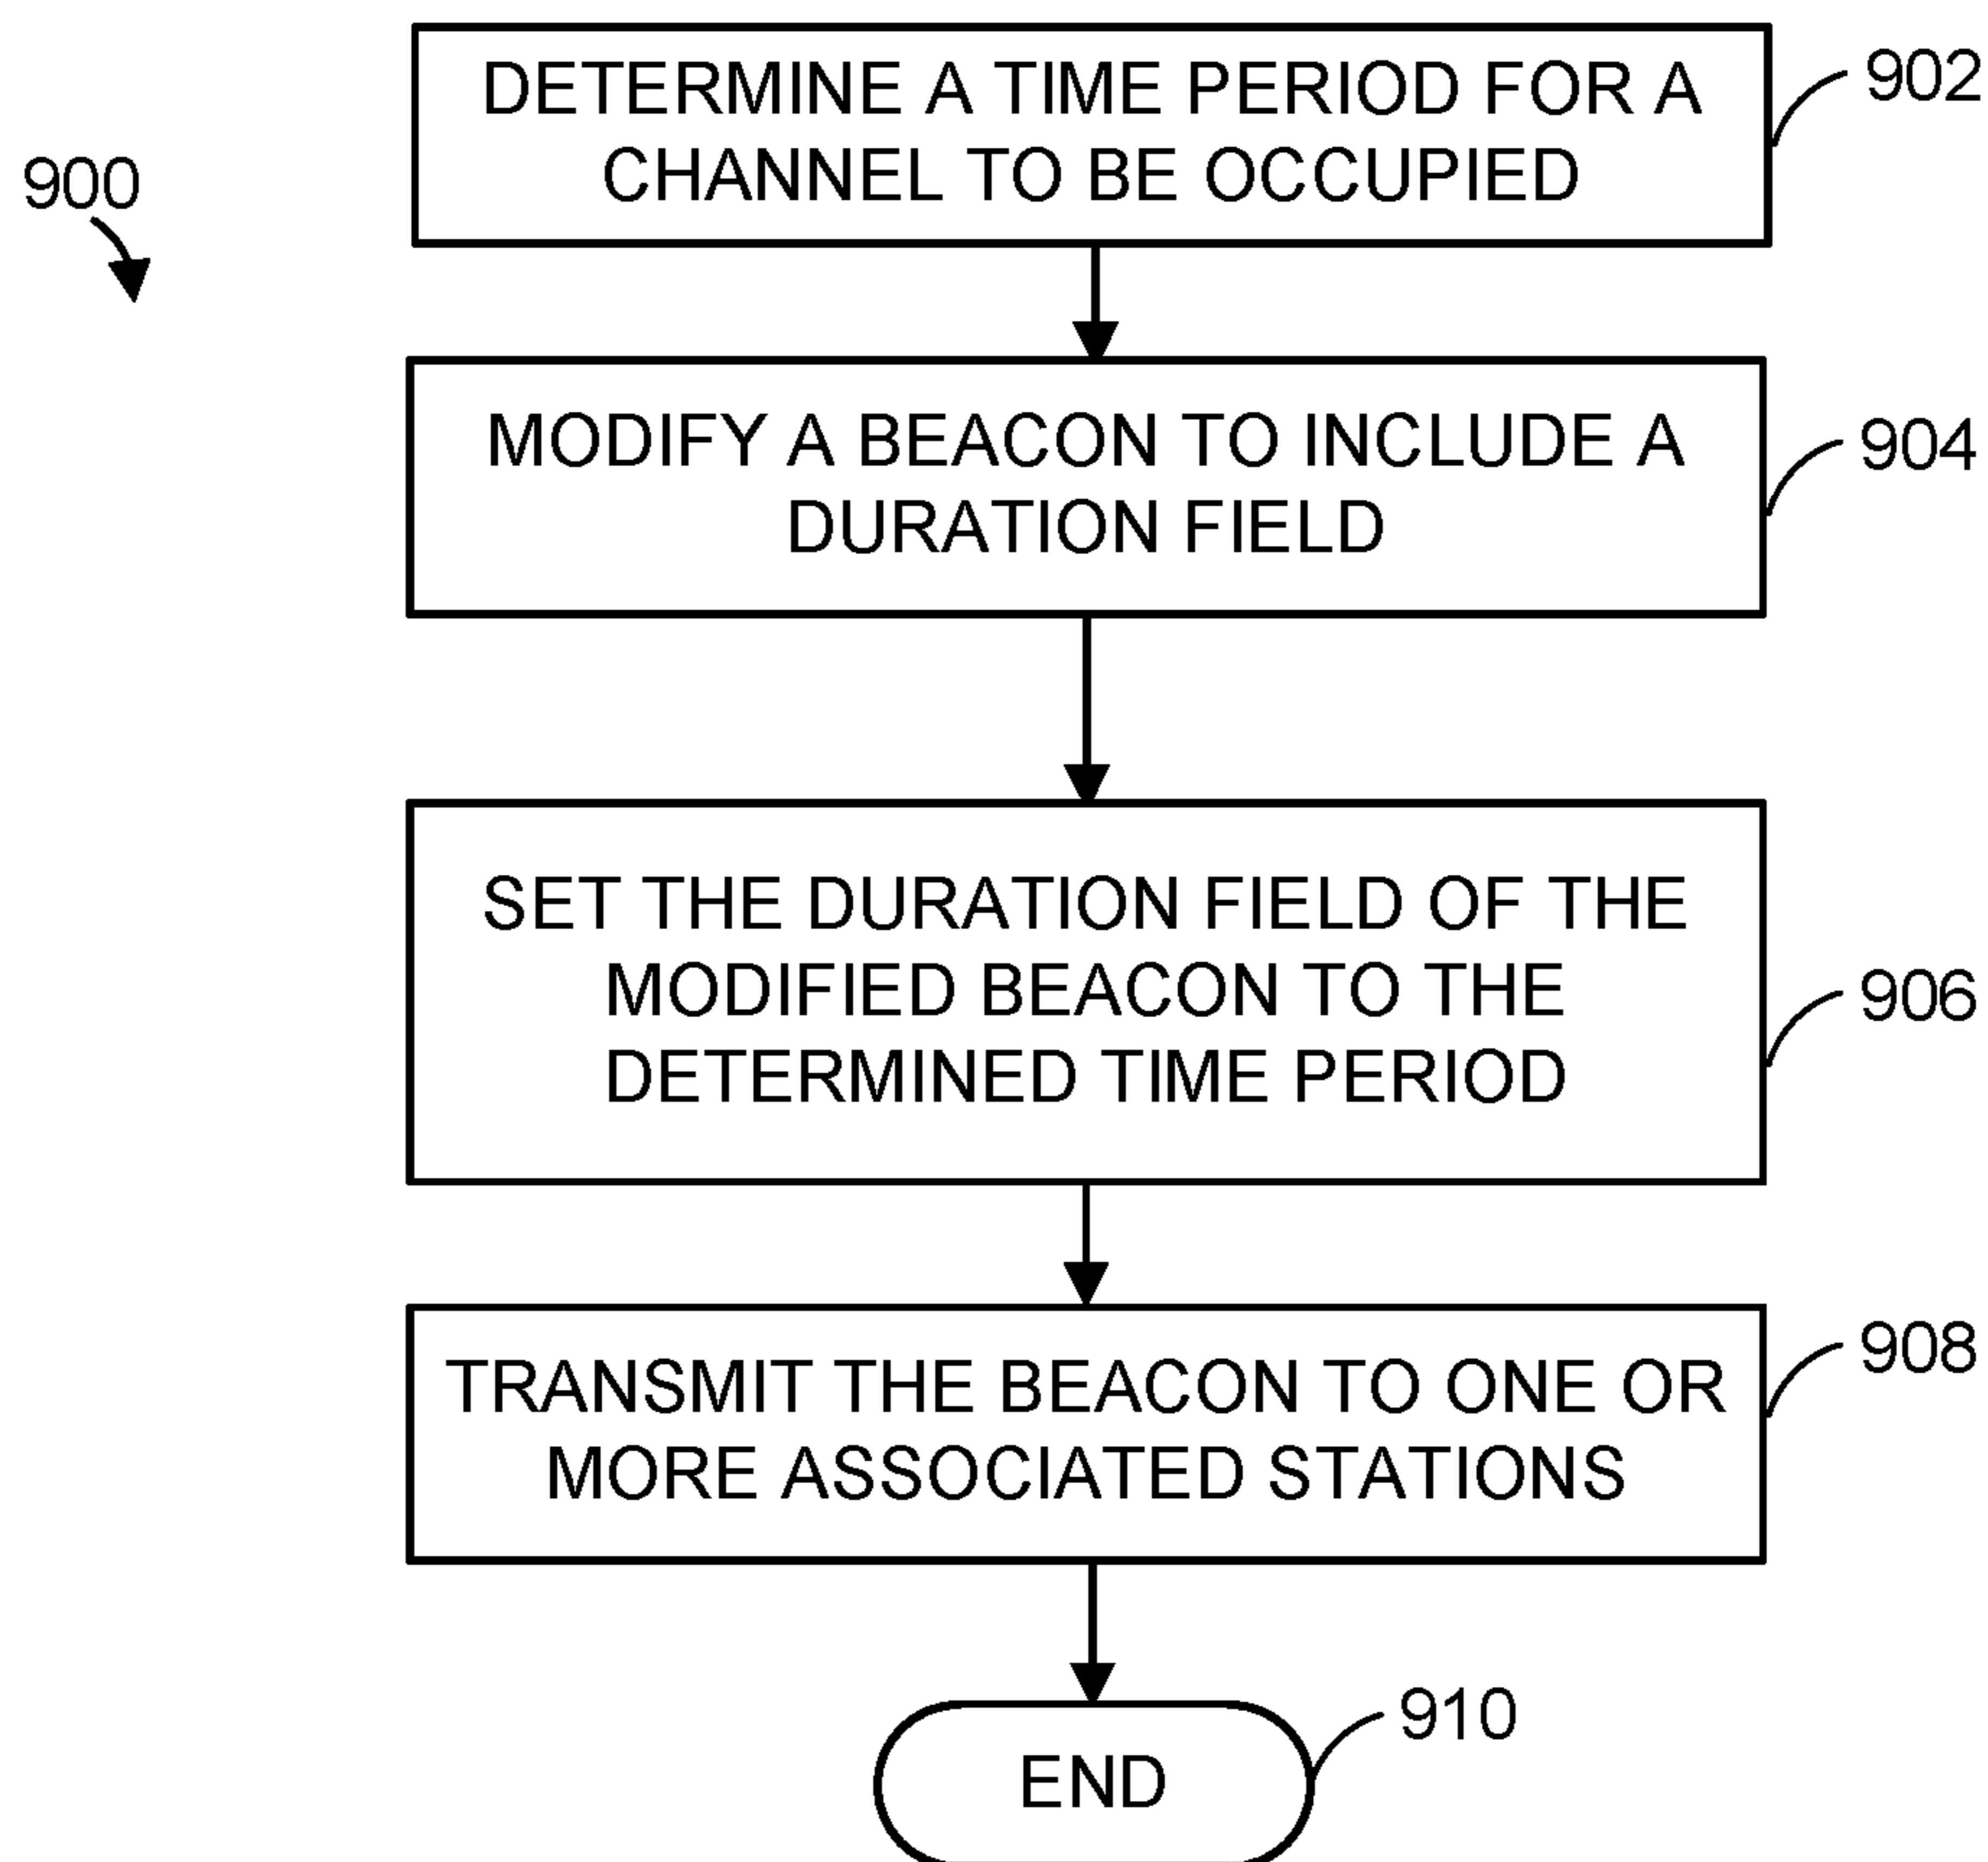 DETERMINE A TIME PERIOD FOR A
CHANNEL TO BE OCCUPIED
902
900
MODIFY A BEACON TO INCLUDE A
DURATION FIELD
904
SET THE DURATION FIELD OF THE
MODIFIED BEACON TO THE
DETERMINED TIME PERIOD
906
TRANSMIT THE BEACON TO ONE OR
MORE ASSOCIATED STATIONS
908
END
910